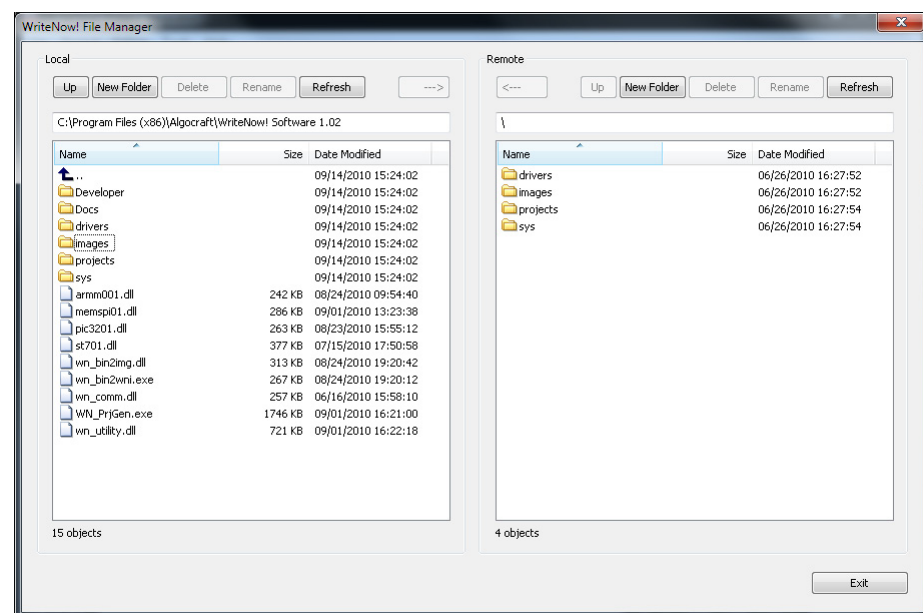 WriteNow! File Manager
Local
Up New Folder Delete Rename Refresh --->
C:\Program Files (x86)\Algocraft\WriteNow! Software 1.02
Name Size Date Modified
.. 09/14/2010 15:24:02
Developer 09/14/2010 15:24:02
Docs 09/14/2010 15:24:02
drivers 09/14/2010 15:24:02
images 09/14/2010 15:24:02
projects 09/14/2010 15:24:02
sys 09/14/2010 15:24:02
armm001.dll 242 KB 08/24/2010 09:54:40
memspi01.dll 286 KB 09/01/2010 13:23:38
pic3201.dll 263 KB 08/23/2010 15:55:12
st701.dll 377 KB 07/15/2010 17:50:58
wn_bin2img.dll 313 KB 08/24/2010 19:20:42
wn_bin2wni.exe 267 KB 08/24/2010 19:20:12
wn_comm.dll 257 KB 06/16/2010 15:58:10
WN_PrjGen.exe 1746 KB 09/01/2010 16:21:00
wn_utility.dll 721 KB 09/01/2010 16:22:18
15 objects
Remote
<--- Up New Folder Delete Rename Refresh
\
Name Size Date Modified
drivers 06/26/2010 16:27:52
images 06/26/2010 16:27:52
projects 06/26/2010 16:27:54
sys 06/26/2010 16:27:54
4 objects
Exit